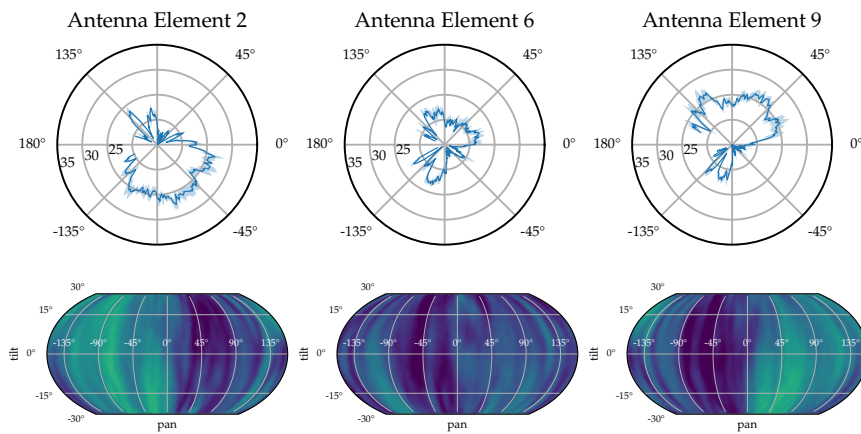 Antenna Element 2 Antenna Element 6 Antenna Element 9
135° 45° 135° 45° 135° 45°
180° 0° 180° 0° 180° 0°
35 30 25 35 30 25 35 30 25
-135° -45° -135° -45° -135° -45°
30° 30° 30°
15° 15° 15°
-135° -90° -45° 0° 45° 90° 135° -135° -90° -45° 0° 45° 90° 135° -135° -90° -45° 0° 45° 90° 135°
tilt 0° tilt 0° tilt 0°
-15° -15° -15°
-30° -30° -30°
pan pan pan